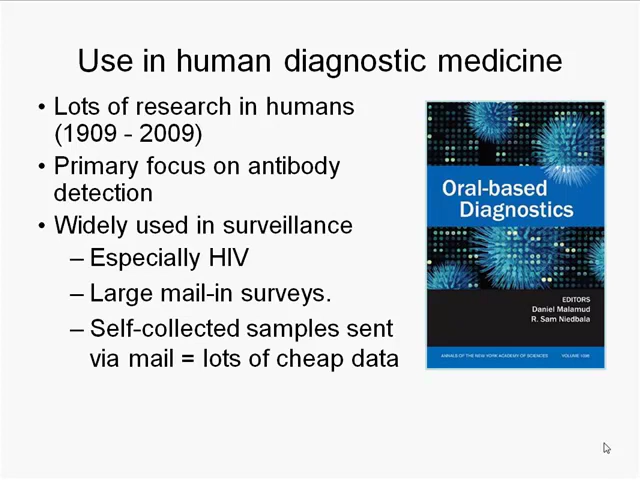 Use in human diagnostic medicine
• Lots of research in humans
(1909 - 2009)
• Primary focus on antibody
detection
• Widely used in surveillance
– Especially HIV
– Large mail-in surveys.
– Self-collected samples sent
via mail = lots of cheap data
Oral-based
Diagnostics
EDITORS
Daniel Malamud
R. Sam Niedbala
ANNALS OF THE NEW YORK ACADEMY OF SCIENCES VOLUME